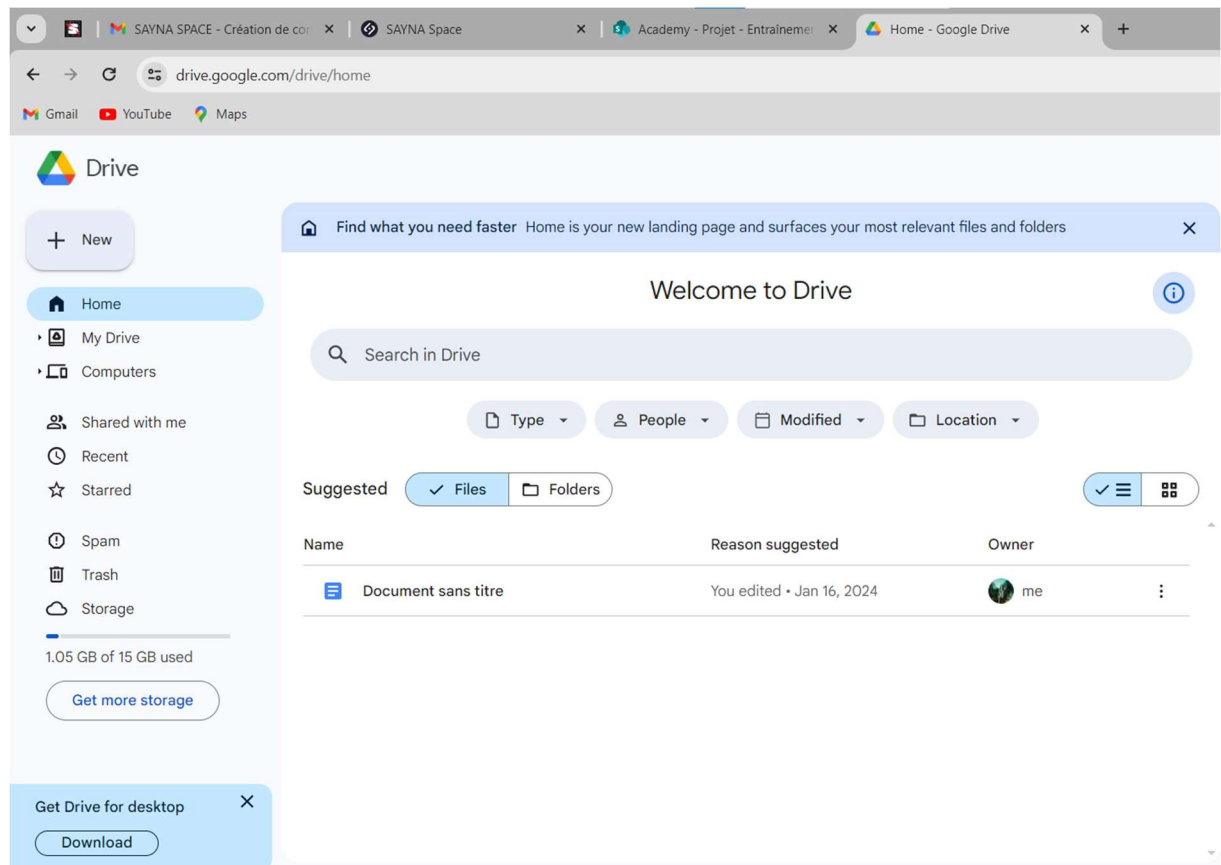 SAYNA SPACE - Création de cor
SAYNA Space
Academy - Projet - Entraînemer
Home - Google Drive
drive.google.com/drive/home
Gmail YouTube Maps
Drive
New
Home
My Drive
Computers
Shared with me
Recent
Starred
Spam
Trash
Storage
1.05 GB of 15 GB used
Get more storage
Get Drive for desktop
Download
Find what you need faster Home is your new landing page and surfaces your most relevant files and folders
Welcome to Drive
Search in Drive
Type People Modified Location
Suggested Files Folders
Name Reason suggested Owner
Document sans titre You edited • Jan 16, 2024 me